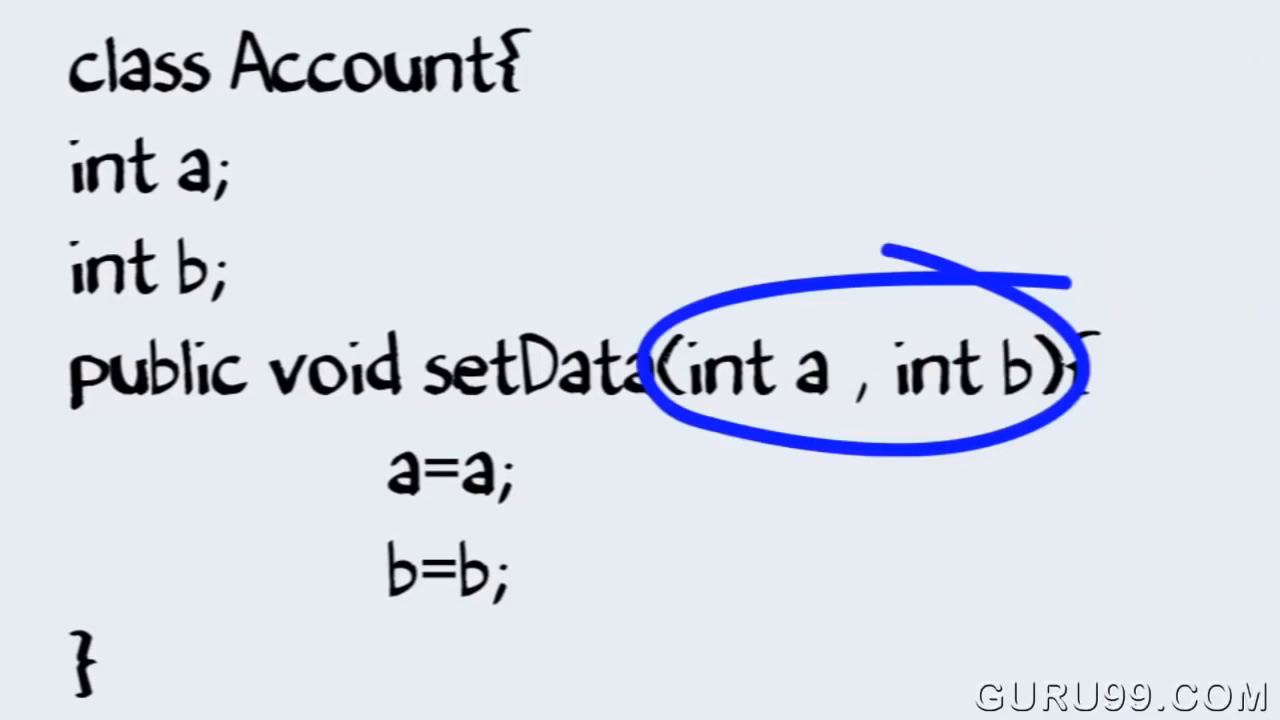 class Account{
int a;
int b;
public void setData(int a , int b){
a=a;
b=b;
}
GURU99.COM